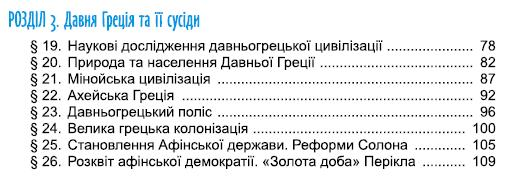 РОЗДІЛ 3. Давня Греція та її сусіди
§ 19. Наукові дослідження давньогрецької цивілізації ...................... 78
§ 20. Природа та населення Давньої Греції .................................... 82
§ 21. Мінойська цивілізація ............................................................ 87
§ 22. Ахейська Греція ..................................................................... 92
§ 23. Давньогрецький поліс ............................................................ 96
§ 24. Велика грецька колонізація ................................................. 100
§ 25. Становлення Афінської держави. Реформи Солона ............ 105
§ 26. Розквіт афінської демократії. «Золота доба» Перікла ......... 109